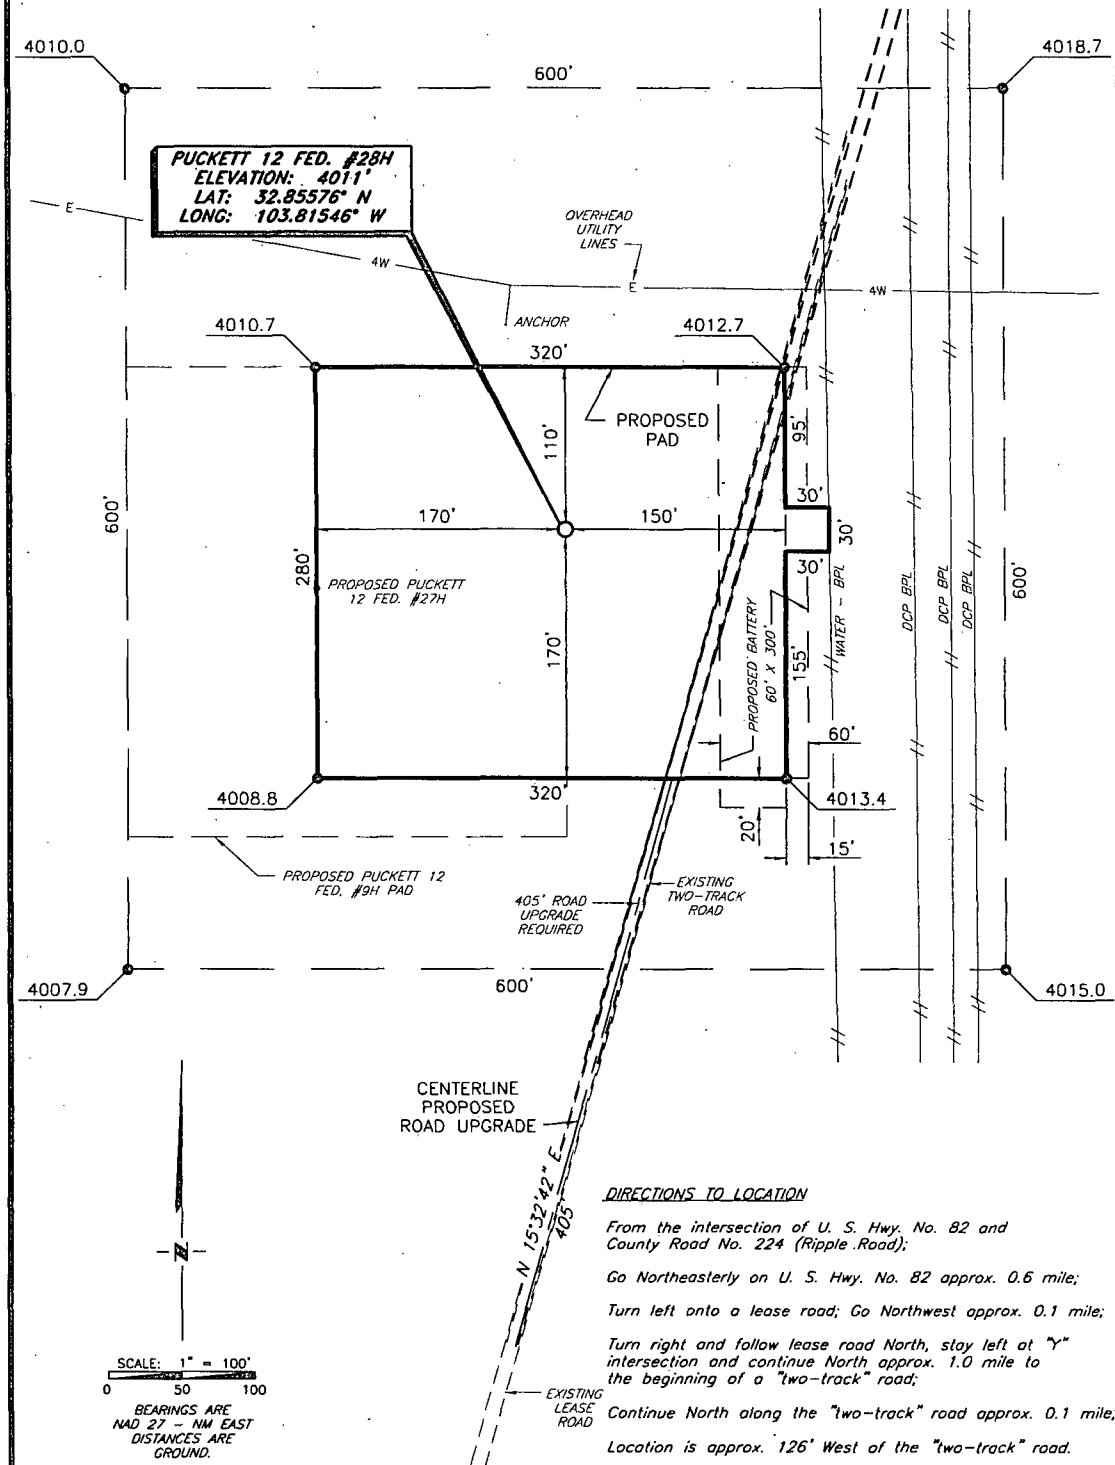 4010.0
4018.7
600'
PUCKETT 12 FED. #28H
ELEVATION: 4011'
LAT: 32.85576° N
LONG: 103.81546° W
E
4W
OVERHEAD
UTILITY
LINES
E
4W
ANCHOR
4010.7
4012.7
320'
PROPOSED
PAD
110'
95'
600'
170'
150'
30'
30'
30'
280'
PROPOSED PUCKETT
12 FED. #27H
170'
PROPOSED BATTERY
60' X 300'
155'
WATER - BPL
DCP BPL
DCP BPL
DCP BPL
600'
60'
4008.8
320'
4013.4
20'
15'
PROPOSED PUCKETT 12
FED. #9H PAD
EXISTING
TWO-TRACK
ROAD
405' ROAD
UPGRADE
REQUIRED
4007.9
600'
4015.0
CENTERLINE
PROPOSED
ROAD UPGRADE
N 15°32'42" E
405'
N
SCALE: 1" = 100'
0 50 100
BEARINGS ARE
NAD 27 - NM EAST
DISTANCES ARE
GROUND.
EXISTING
LEASE
ROAD
DIRECTIONS TO LOCATION
From the intersection of U. S. Hwy. No. 82 and
County Road No. 224 (Ripple Road);
Go Northeasterly on U. S. Hwy. No. 82 approx. 0.6 mile;
Turn left onto a lease road; Go Northwest approx. 0.1 mile;
Turn right and follow lease road North, stay left at "Y"
intersection and continue North approx. 1.0 mile to
the beginning of a "two-track" road;
Continue North along the "two-track" road approx. 0.1 mile;
Location is approx. 126' West of the "two-track" road.